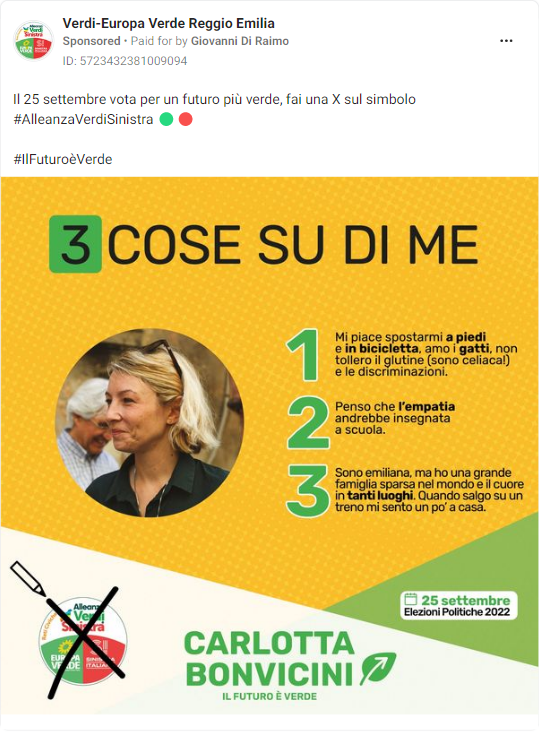 Verdi-Europa Verde Reggio Emilia
Sponsored • Paid for by Giovanni Di Raimo
ID: 5723432381009094
Il 25 settembre vota per un futuro più verde, fai una X sul simbolo
#AlleanzaVerdiSinistra
#IlFuturoèVerde
3 COSE SU DI ME
1
Mi piace spostarmi a piedi
e in bicicletta, amo i gatti, non
tollero il glutine (sono celiaca!)
e le discriminazioni.
2
Penso che l'empatia
andrebbe insegnata
a scuola.
3
Sono emiliana, ma ho una grande
famiglia sparsa nel mondo e il cuore
in tanti luoghi. Quando salgo su un
treno mi sento un po' a casa.
25 settembre
Elezioni Politiche 2022
Alleanza
Verdi
Sinistra
EUROPA
VERDE
SI
SINISTRA
ITALIANA
CARLOTTA
BONVICINI
IL FUTURO È VERDE